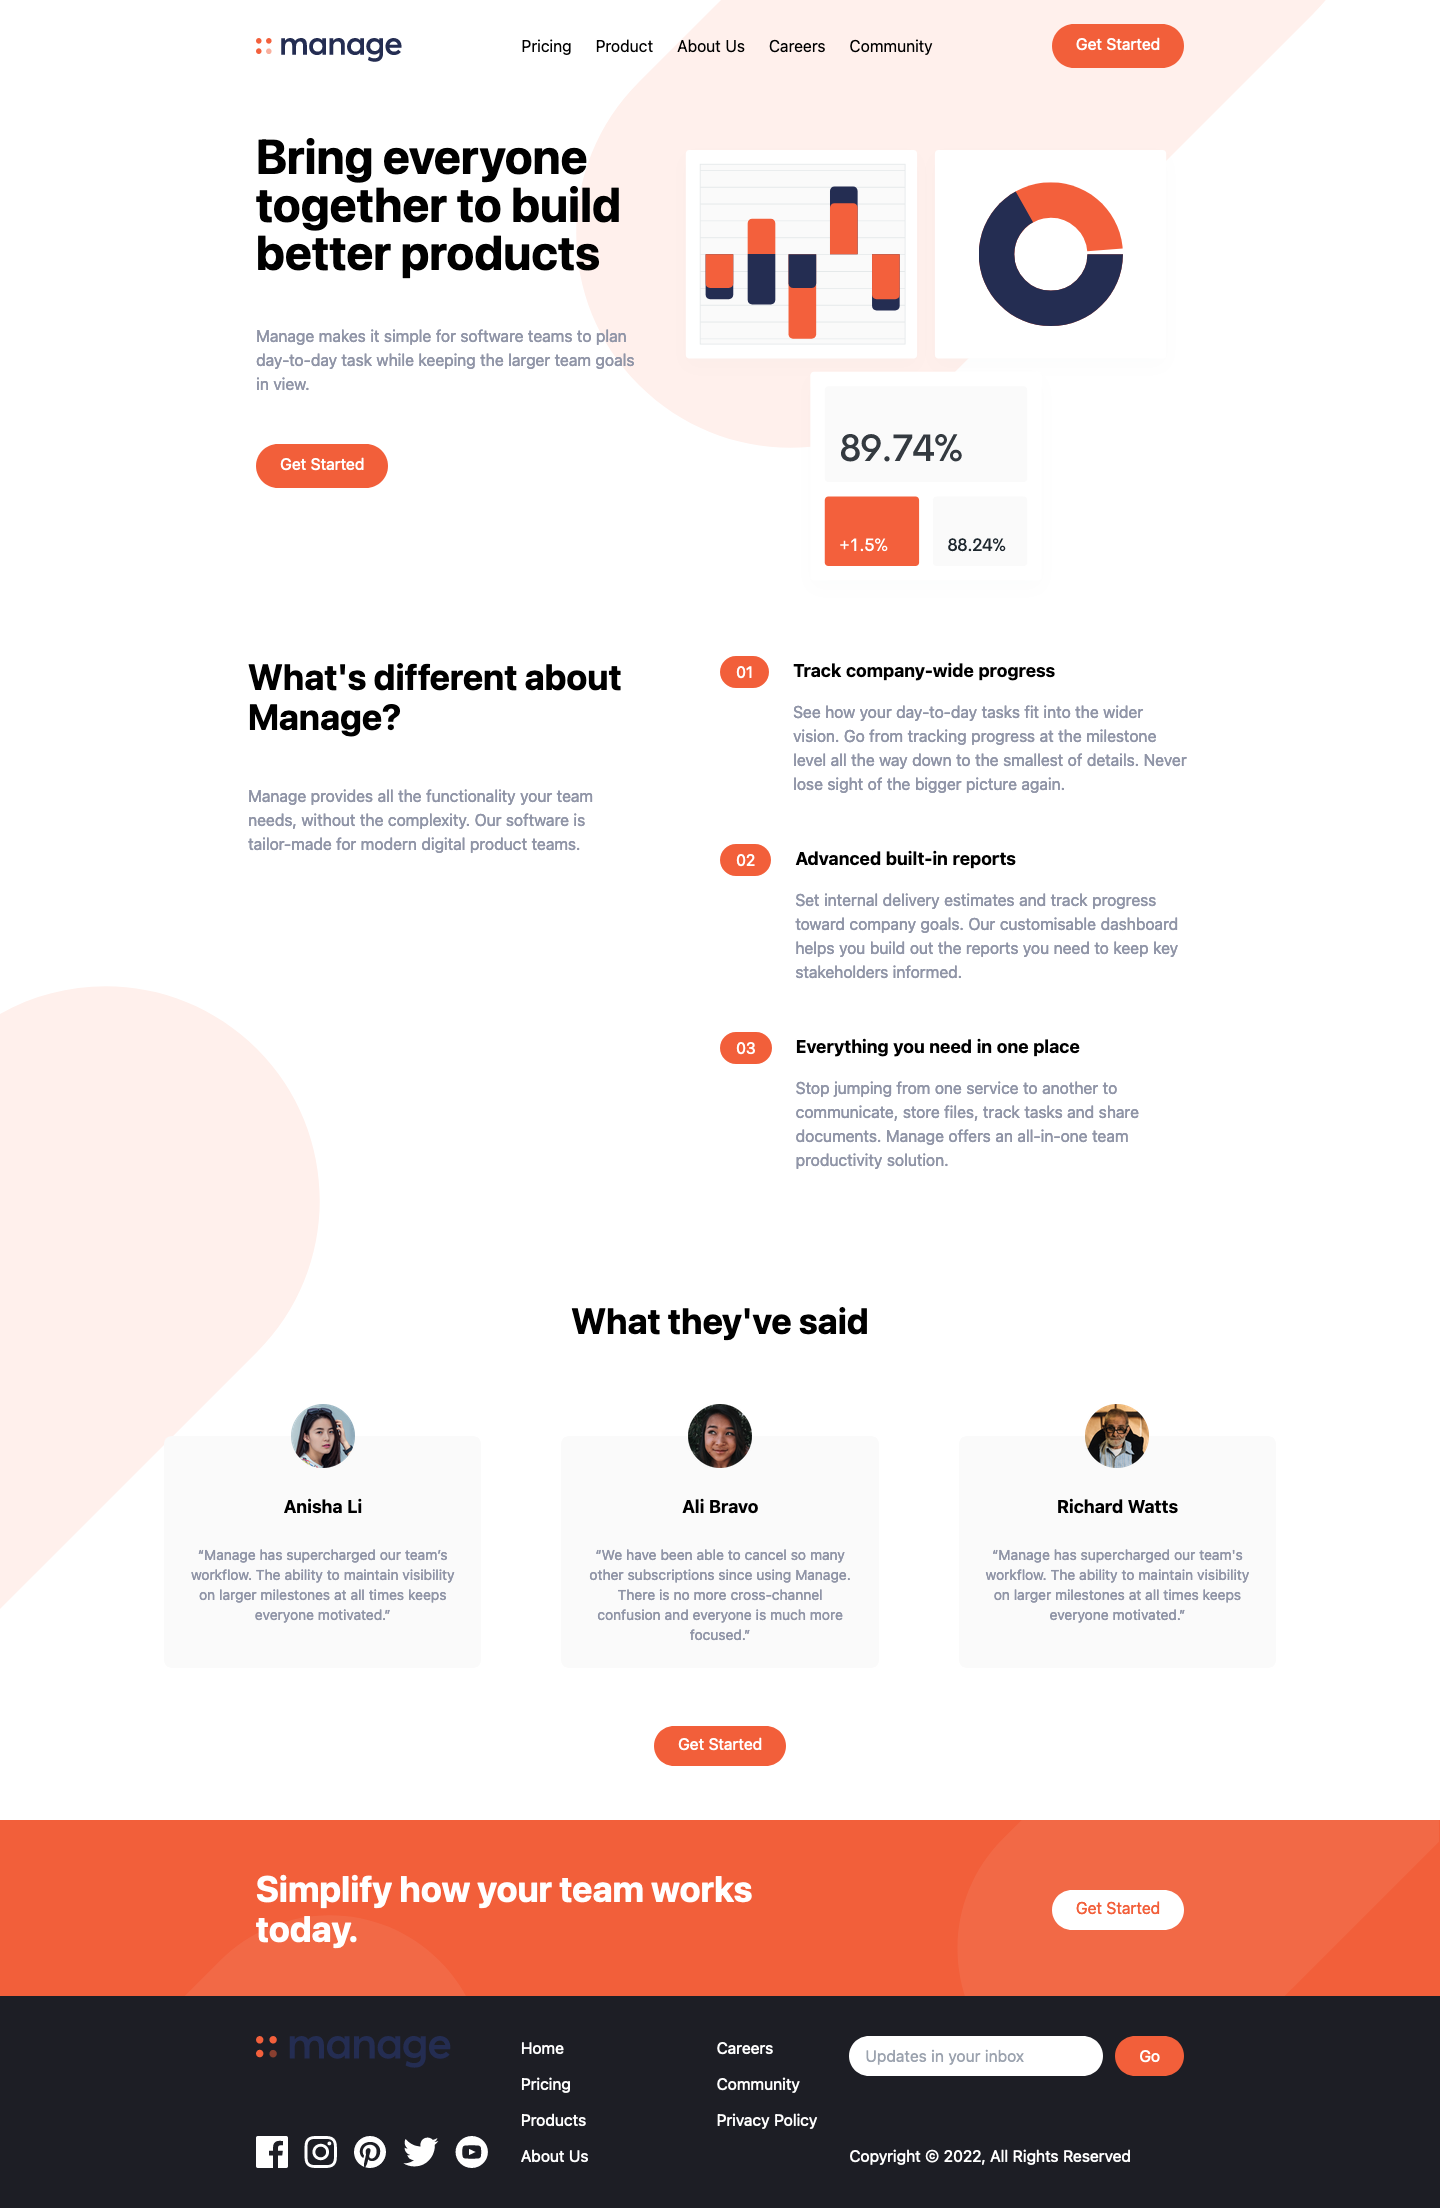 manage
Pricing
Product
About Us
Careers
Community
Get Started
Bring everyone
together to build
better products
Manage makes it simple for software teams to plan
day-to-day task while keeping the larger team goals
in view.
Get Started
89.74%
+1.5%
88.24%
What's different about
Manage?
Manage provides all the functionality your team
needs, without the complexity. Our software is
tailor-made for modern digital product teams.
01
Track company-wide progress
See how your day-to-day tasks fit into the wider
vision. Go from tracking progress at the milestone
level all the way down to the smallest of details. Never
lose sight of the bigger picture again.
02
Advanced built-in reports
Set internal delivery estimates and track progress
toward company goals. Our customisable dashboard
helps you build out the reports you need to keep key
stakeholders informed.
03
Everything you need in one place
Stop jumping from one service to another to
communicate, store files, track tasks and share
documents. Manage offers an all-in-one team
productivity solution.
What they've said
Anisha Li
“Manage has supercharged our team’s
workflow. The ability to maintain visibility
on larger milestones at all times keeps
everyone motivated.”
Ali Bravo
“We have been able to cancel so many
other subscriptions since using Manage.
There is no more cross-channel
confusion and everyone is much more
focused.”
Richard Watts
“Manage has supercharged our team's
workflow. The ability to maintain visibility
on larger milestones at all times keeps
everyone motivated.”
Get Started
Simplify how your team works
today.
Get Started
manage
Home
Pricing
Products
About Us
Careers
Community
Privacy Policy
Updates in your inbox
Go
Copyright © 2022, All Rights Reserved